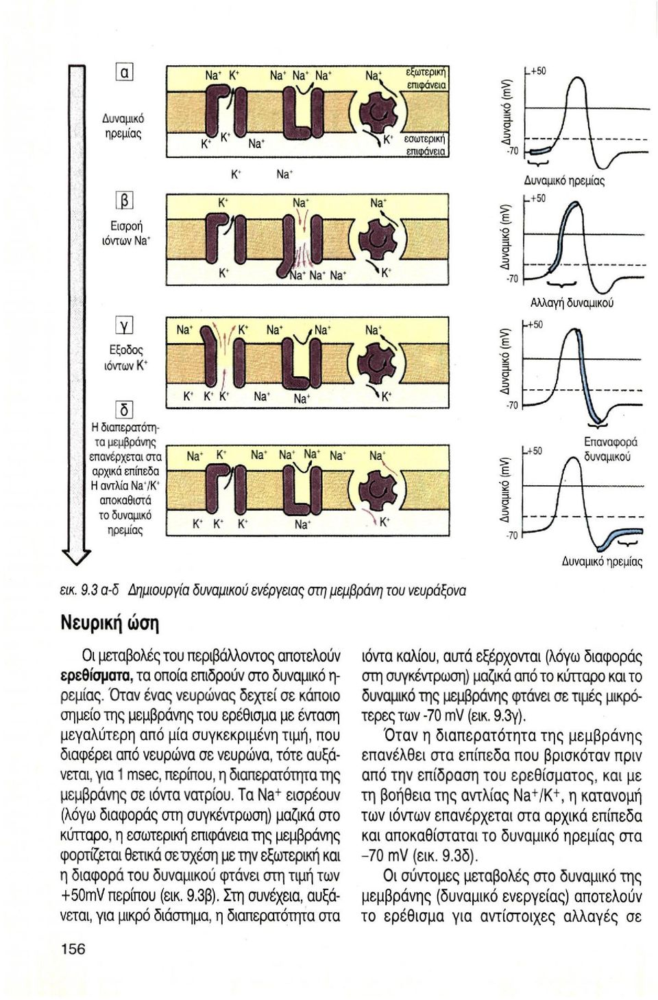 α
Δυναμικό
ηρεμίας
Na⁺ K⁺ Na⁺ Na⁺ Na⁺ Na⁺
εξωτερική
επιφάνεια
K⁺ K⁺ Na⁺ K⁺
εσωτερική
επιφάνεια
K⁺ Na⁺
Δυναμικό (mV)
+50
-70
Δυναμικό ηρεμίας
β
Εισροή
ιόντων Na⁺
K⁺ Na⁺ Na⁺
K⁺ Na⁺ Na⁺ Na⁺ K⁺
Δυναμικό (mV)
+50
-70
Αλλαγή δυναμικού
γ
Εξοδος
ιόντων K⁺
Na⁺ K⁺ Na⁺ Na⁺ Na⁺
K⁺ K⁺ K⁺ Na⁺ Na⁺ K⁺
Δυναμικό (mV)
+50
-70
Επαναφορά
δυναμικού
δ
Η διαπερατότη-
τα μεμβράνης
επανέρχεται στα
αρχικά επίπεδα
Η αντλία Na⁺/K⁺
αποκαθιστά
το δυναμικό
ηρεμίας
Na⁺ K⁺ Na⁺ Na⁺ Na⁺ Na⁺ Na⁺
K⁺ K⁺ K⁺ Na⁺ K⁺
Δυναμικό (mV)
+50
-70
Δυναμικό ηρεμίας
εικ. 9.3 α-δ Δημιουργία δυναμικού ενέργειας στη μεμβράνη του νευράξονα
Νευρική ώση
Οι μεταβολές του περιβάλλοντος αποτελούν
ερεθίσματα, τα οποία επιδρούν στο δυναμικό η-
ρεμίας. Όταν ένας νευρώνας δεχτεί σε κάποιο
σημείο της μεμβράνης του ερέθισμα με ένταση
μεγαλύτερη από μία συγκεκριμένη τιμή, που
διαφέρει από νευρώνα σε νευρώνα, τότε αυξά-
νεται, για 1 msec, περίπου, η διαπερατότητα της
μεμβράνης σε ιόντα νατρίου. Τα Na⁺ εισρέουν
(λόγω διαφοράς στη συγκέντρωση) μαζικά στο
κύτταρο, η εσωτερική επιφάνεια της μεμβράνης
φορτίζεται θετικά σε σχέση με την εξωτερική και
η διαφορά του δυναμικού φτάνει στη τιμή των
+50mV περίπου (εικ. 9.3β). Στη συνέχεια, αυξά-
νεται, για μικρό διάστημα, η διαπερατότητα στα
ιόντα καλίου, αυτά εξέρχονται (λόγω διαφοράς
στη συγκέντρωση) μαζικά από το κύτταρο και το
δυναμικό της μεμβράνης φτάνει σε τιμές μικρό-
τερες των -70 mV (εικ. 9.3γ).
Όταν η διαπερατότητα της μεμβράνης
επανέλθει στα επίπεδα που βρισκόταν πριν
από την επίδραση του ερεθίσματος, και με
τη βοήθεια της αντλίας Na⁺/K⁺, η κατανομή
των ιόντων επανέρχεται στα αρχικά επίπεδα
και αποκαθίσταται το δυναμικό ηρεμίας στα
–70 mV (εικ. 9.3δ).
Οι σύντομες μεταβολές στο δυναμικό της
μεμβράνης (δυναμικό ενεργείας) αποτελούν
το ερέθισμα για αντίστοιχες αλλαγές σε
156